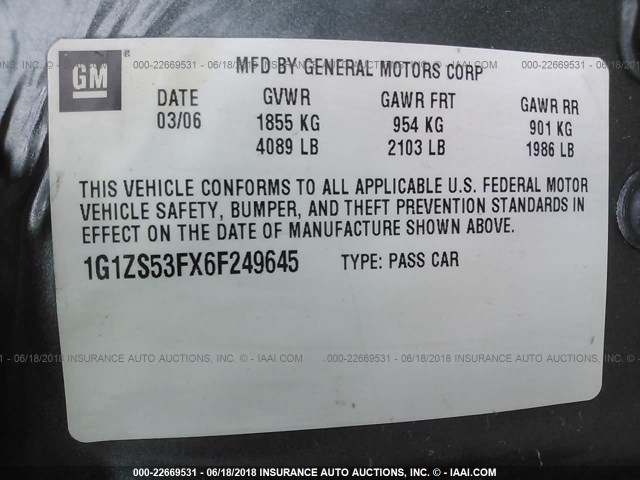 GM ®
MFD BY GENERAL MOTORS CORP
DATE GVWR GAWR FRT GAWR RR
03/06 1855 KG 954 KG 901 KG
4089 LB 2103 LB 1986 LB
THIS VEHICLE CONFORMS TO ALL APPLICABLE U.S. FEDERAL MOTOR
VEHICLE SAFETY, BUMPER, AND THEFT PREVENTION STANDARDS IN
EFFECT ON THE DATE OF MANUFACTURE SHOWN ABOVE.
1G1ZS53FX6F249645 TYPE: PASS CAR
000-22669531 - 06/18/2018 INSURANCE AUTO AUCTIONS, INC. © - IAAI.COM